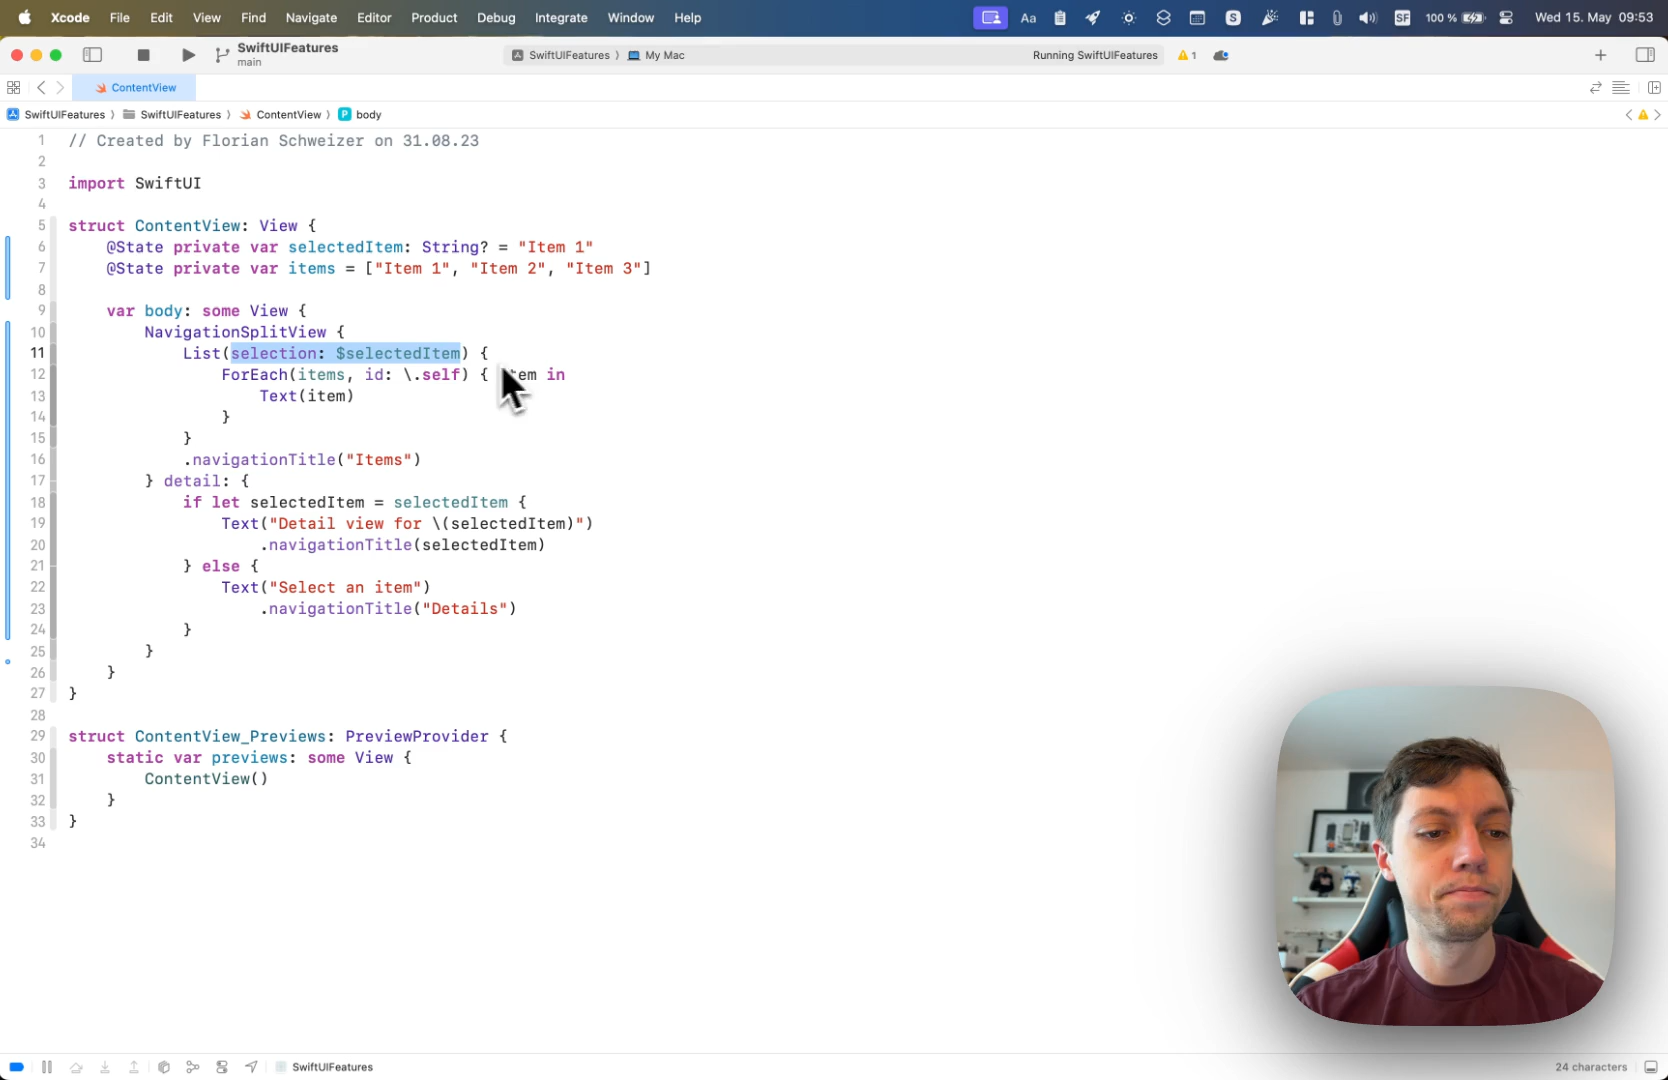 Xcode File Edit View Find Navigate Editor Product Debug Integrate Window Help Aa S SF 100 % Wed 15. May 09:53
SwiftUIFeatures
main
SwiftUIFeatures 〉 My Mac Running SwiftUIFeatures 1
ContentView
SwiftUIFeatures 〉 SwiftUIFeatures 〉 ContentView 〉 P body
1 // Created by Florian Schweizer on 31.08.23
2
3 import SwiftUI
4
5 struct ContentView: View {
6 @State private var selectedItem: String? = "Item 1"
7 @State private var items = ["Item 1", "Item 2", "Item 3"]
8
9 var body: some View {
10 NavigationSplitView {
11 List(selection: $selectedItem) {
12 ForEach(items, id: \.self) { item in
13 Text(item)
14 }
15 }
16 .navigationTitle("Items")
17 } detail: {
18 if let selectedItem = selectedItem {
19 Text("Detail view for \(selectedItem)")
20 .navigationTitle(selectedItem)
21 } else {
22 Text("Select an item")
23 .navigationTitle("Details")
24 }
25 }
26 }
27 }
28
29 struct ContentView_Previews: PreviewProvider {
30 static var previews: some View {
31 ContentView()
32 }
33 }
34
SwiftUIFeatures 24 characters